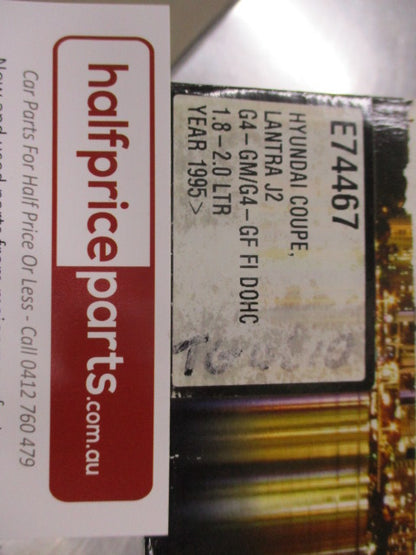 E74467
HYUNDAI COUPE,
LANTRA J2
G4-GM/G4-GF FI DOHC
1.8-2.0 LTR
YEAR 1995>
halfpriceparts.com.au
Car Parts For Half Price Or Less - Call 0412 760 479